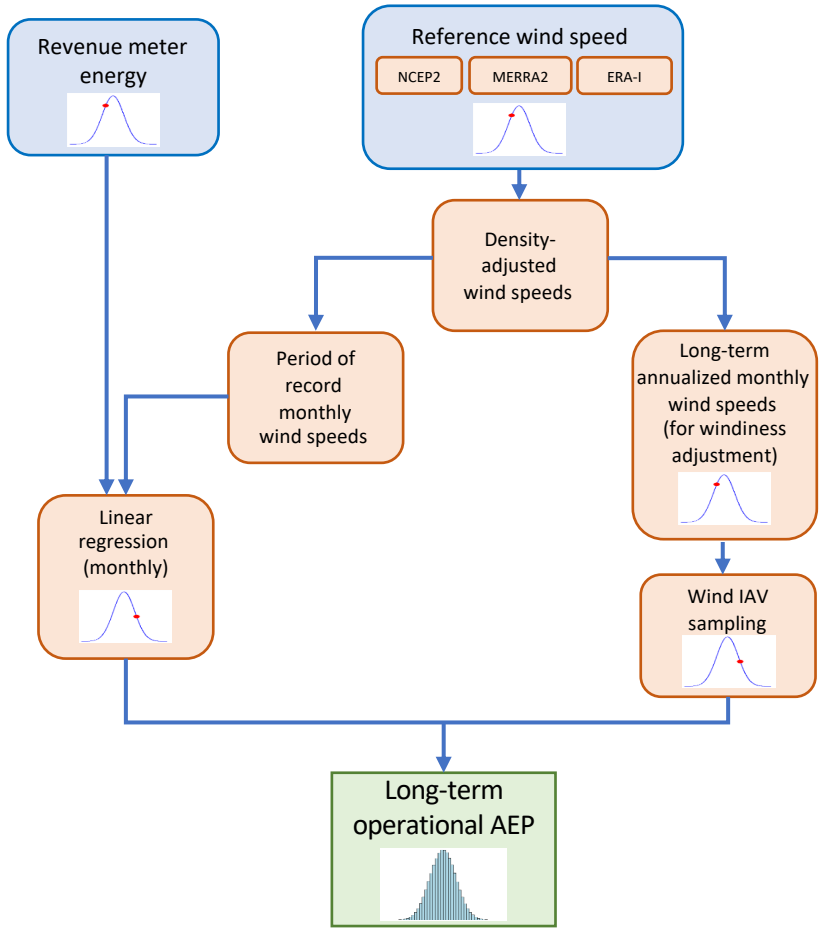 Revenue meter
energy
Reference wind speed
NCEP2
MERRA2
ERA-I
Density-
adjusted
wind speeds
Period of
record
monthly
wind speeds
Long-term
annualized monthly
wind speeds
(for windiness
adjustment)
Linear
regression
(monthly)
Wind IAV
sampling
Long-term
operational AEP